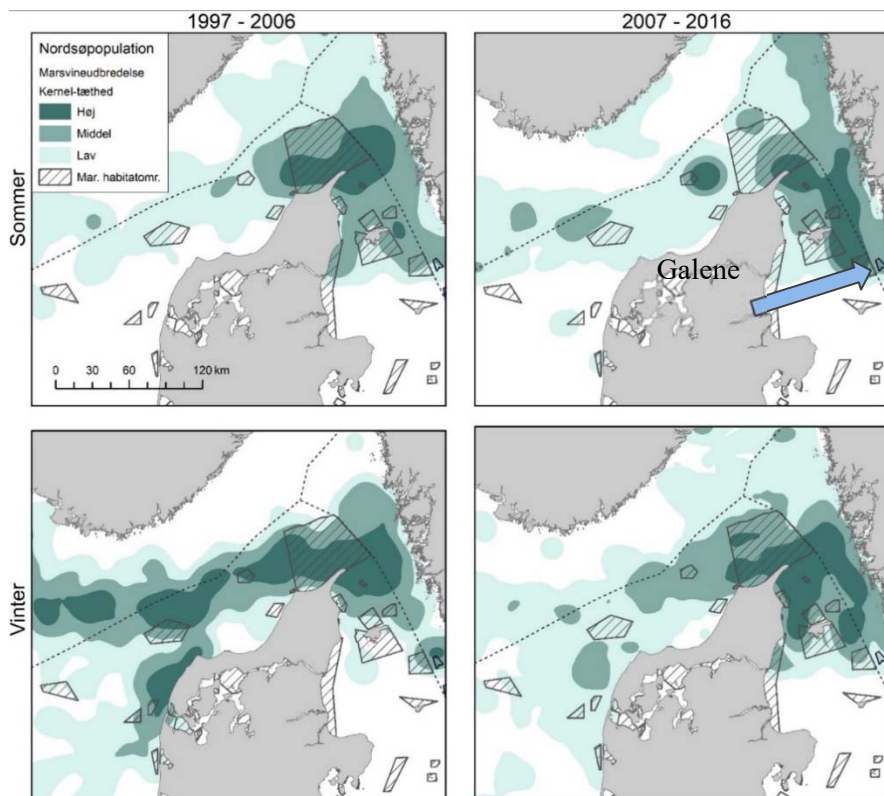 1997 - 2006
2007 - 2016
Nordsøpopulation
Marsvineudbredelse
Kernel-tæthed
Høj
Middel
Lav
Mar. habitatomr.
Sommer
0 30 60 120 km
Galene
Vinter